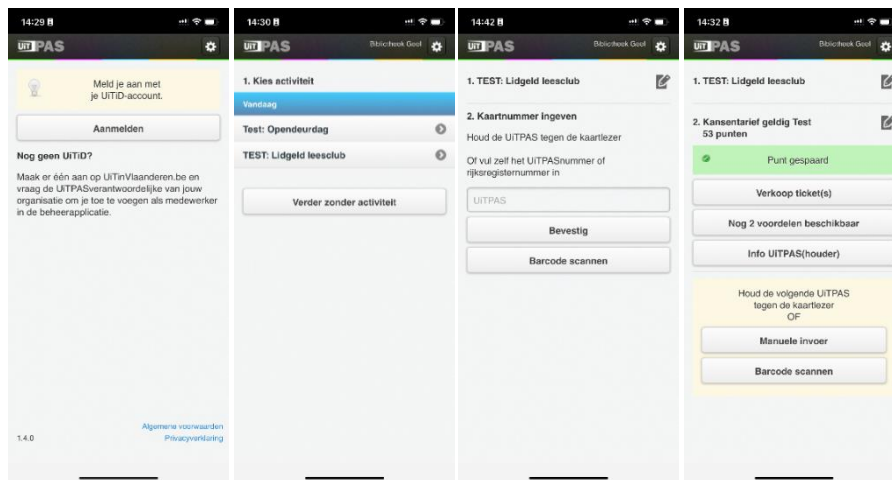 14:29
UiTPAS
Meld je aan met
je UiTiD-account.
Aanmelden
Nog geen UiTiD?
Maak er één aan op UiTinVlaanderen.be en
vraag de UiTPASverantwoordelijke van jouw
organisatie om je toe te voegen als medewerker
in de beheerapplicatie.
Algemene voorwaarden
1.4.0
Privacyverklaring
14:30
UiTPAS
Bibliotheek Geel
1. Kies activiteit
Vandaag
Test: Opendeurdag
TEST: Lidgeld leesclub
Verder zonder activiteit
14:42
UiTPAS
Bibliotheek Geel
1. TEST: Lidgeld leesclub
2. Kaartnummer ingeven
Houd de UiTPAS tegen de kaartlezer
Of vul zelf het UiTPASnummer of
rijksregisternummer in
UiTPAS
Bevestig
Barcode scannen
14:32
UiTPAS
Bibliotheek Geel
1. TEST: Lidgeld leesclub
2. Kansentarief geldig Test
53 punten
Punt gespaard
Verkoop ticket(s)
Nog 2 voordelen beschikbaar
Info UiTPAS(houder)
Houd de volgende UiTPAS
tegen de kaartlezer
OF
Manuele invoer
Barcode scannen